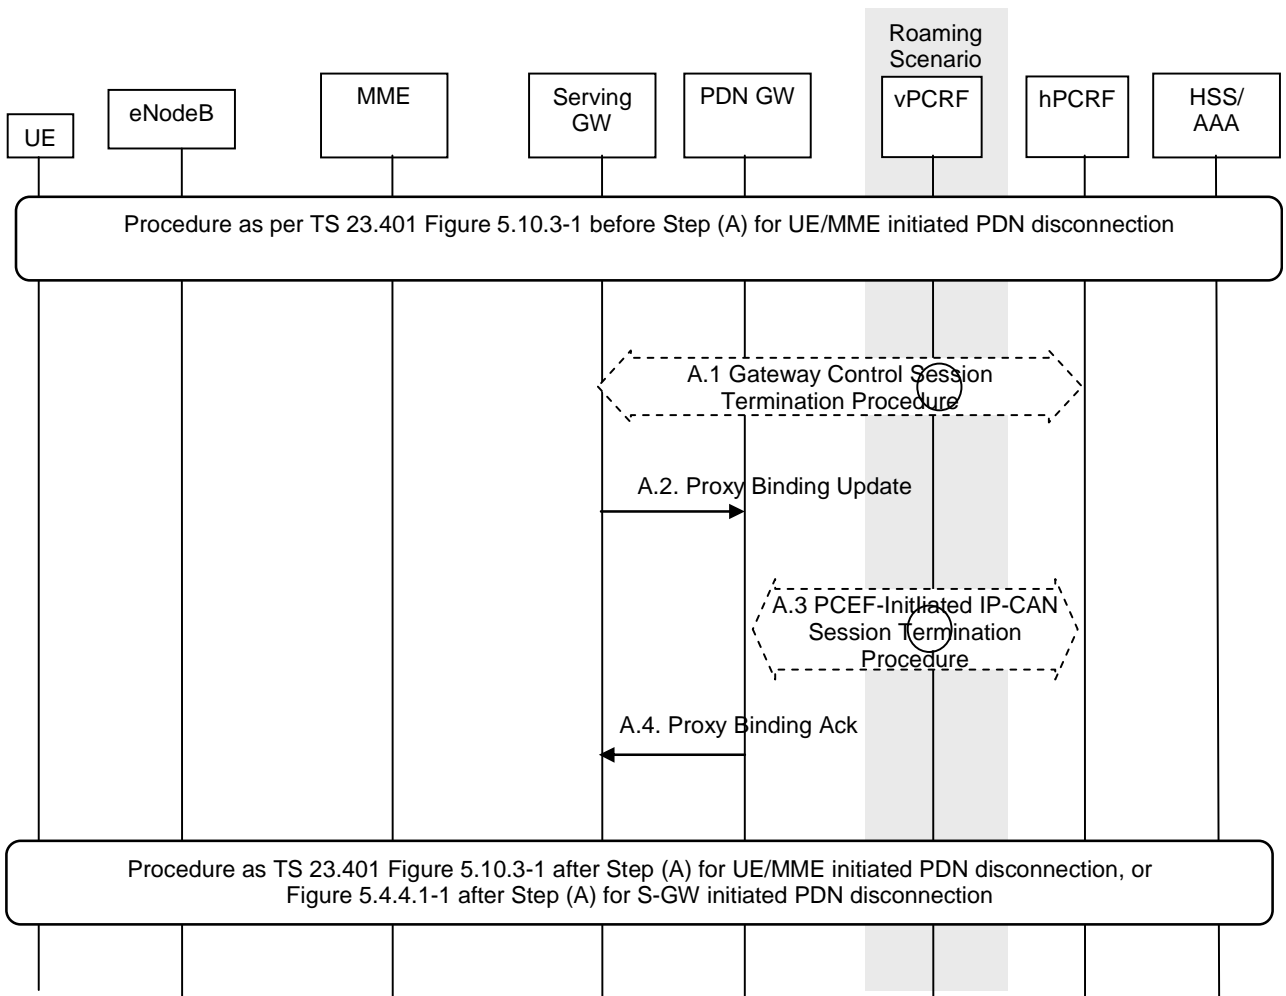 Roaming
Scenario
UE
eNodeB
MME
Serving
GW
PDN GW
vPCRF
hPCRF
HSS/
AAA
Procedure as per TS 23.401 Figure 5.10.3-1 before Step (A) for UE/MME initiated PDN disconnection
A.1 Gateway Control Session
Termination Procedure
A.2. Proxy Binding Update
A.3 PCEF-Initliated IP-CAN
Session Termination
Procedure
A.4. Proxy Binding Ack
Procedure as TS 23.401 Figure 5.10.3-1 after Step (A) for UE/MME initiated PDN disconnection, or
Figure 5.4.4.1-1 after Step (A) for S-GW initiated PDN disconnection